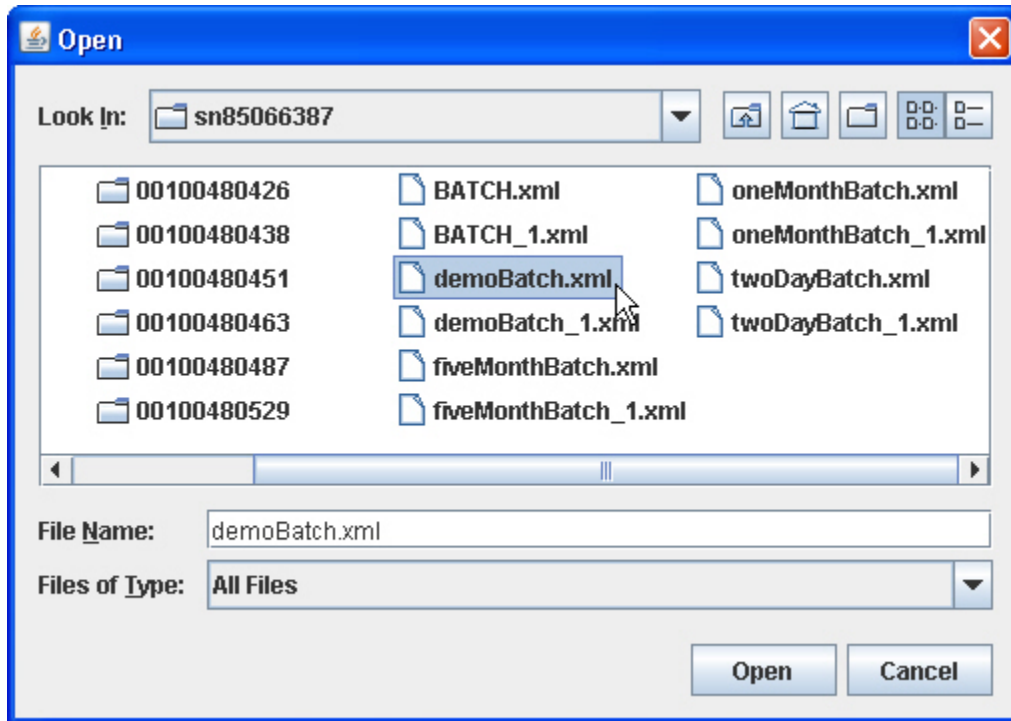 Open
Look In: sn85066387
00100480426 BATCH.xml oneMonthBatch.xml
00100480438 BATCH_1.xml oneMonthBatch_1.xml
00100480451 demoBatch.xml twoDayBatch.xml
00100480463 demoBatch_1.xml twoDayBatch_1.xml
00100480487 fiveMonthBatch.xml
00100480529 fiveMonthBatch_1.xml
File Name: demoBatch.xml
Files of Type: All Files
Open Cancel